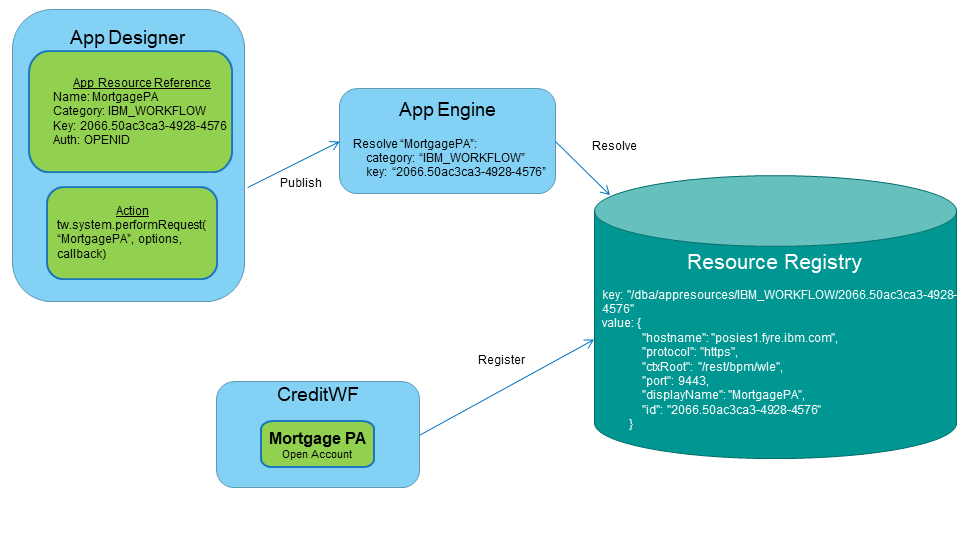 App Designer
App Resource Reference
Name: MortgagePA
Category: IBM_WORKFLOW
Key: 2066.50ac3ca3-4928-4576
Auth: OPENID
Action
tw.system.performRequest(
“MortgagePA”, options,
callback)
Publish
App Engine
Resolve “MortgagePA”:
category: “IBM_WORKFLOW”
key: “2066.50ac3ca3-4928-4576”
Resolve
Resource Registry
key: "/dba/appresources/IBM_WORKFLOW/2066.50ac3ca3-4928-
4576"
value: {
"hostname": "posies1.fyre.ibm.com",
"protocol": "https",
"ctxRoot": "/rest/bpm/wle",
"port": 9443,
"displayName": "MortgagePA",
"id": "2066.50ac3ca3-4928-4576"
}
Register
CreditWF
Mortgage PA
Open Account